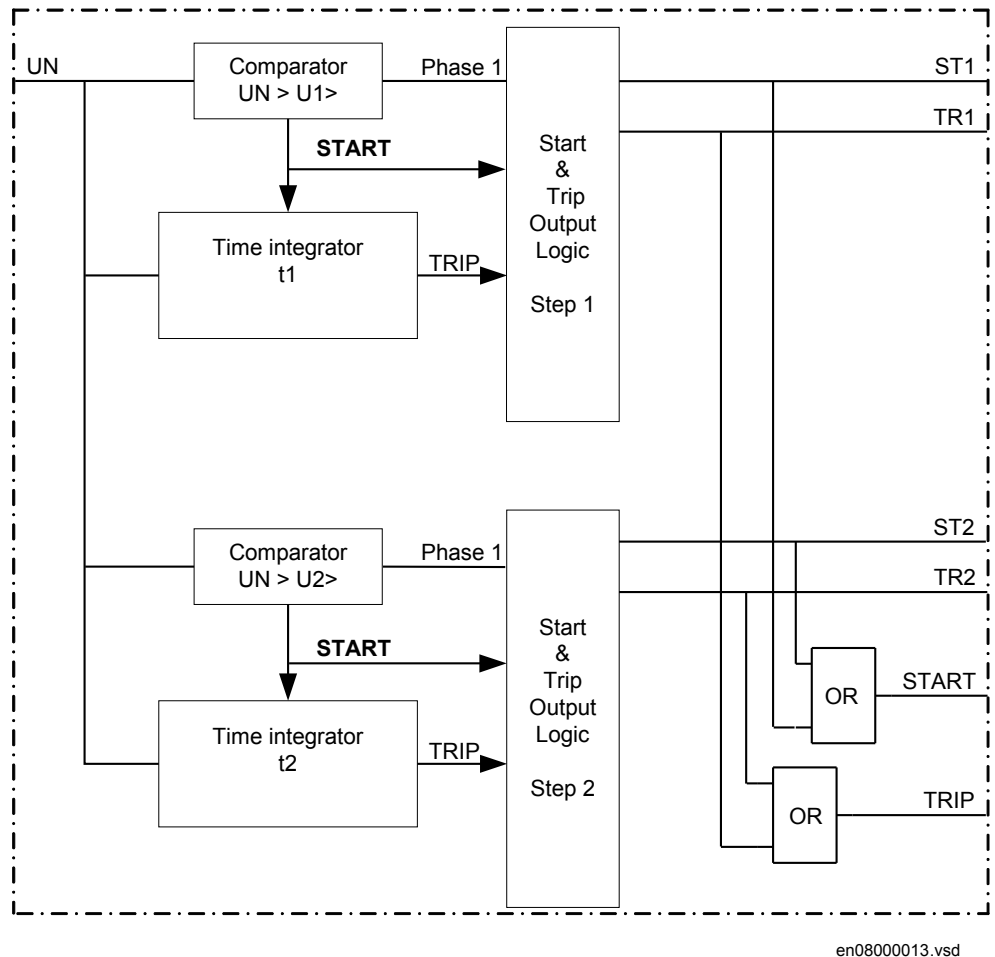 UN
Comparator
UN > U1>
Phase 1
START
Time integrator
t1
TRIP
Start
&
Trip
Output
Logic
Step 1
ST1
TR1
Comparator
UN > U2>
Phase 1
START
Time integrator
t2
TRIP
Start
&
Trip
Output
Logic
Step 2
ST2
TR2
OR
START
OR
TRIP
en08000013.vsd